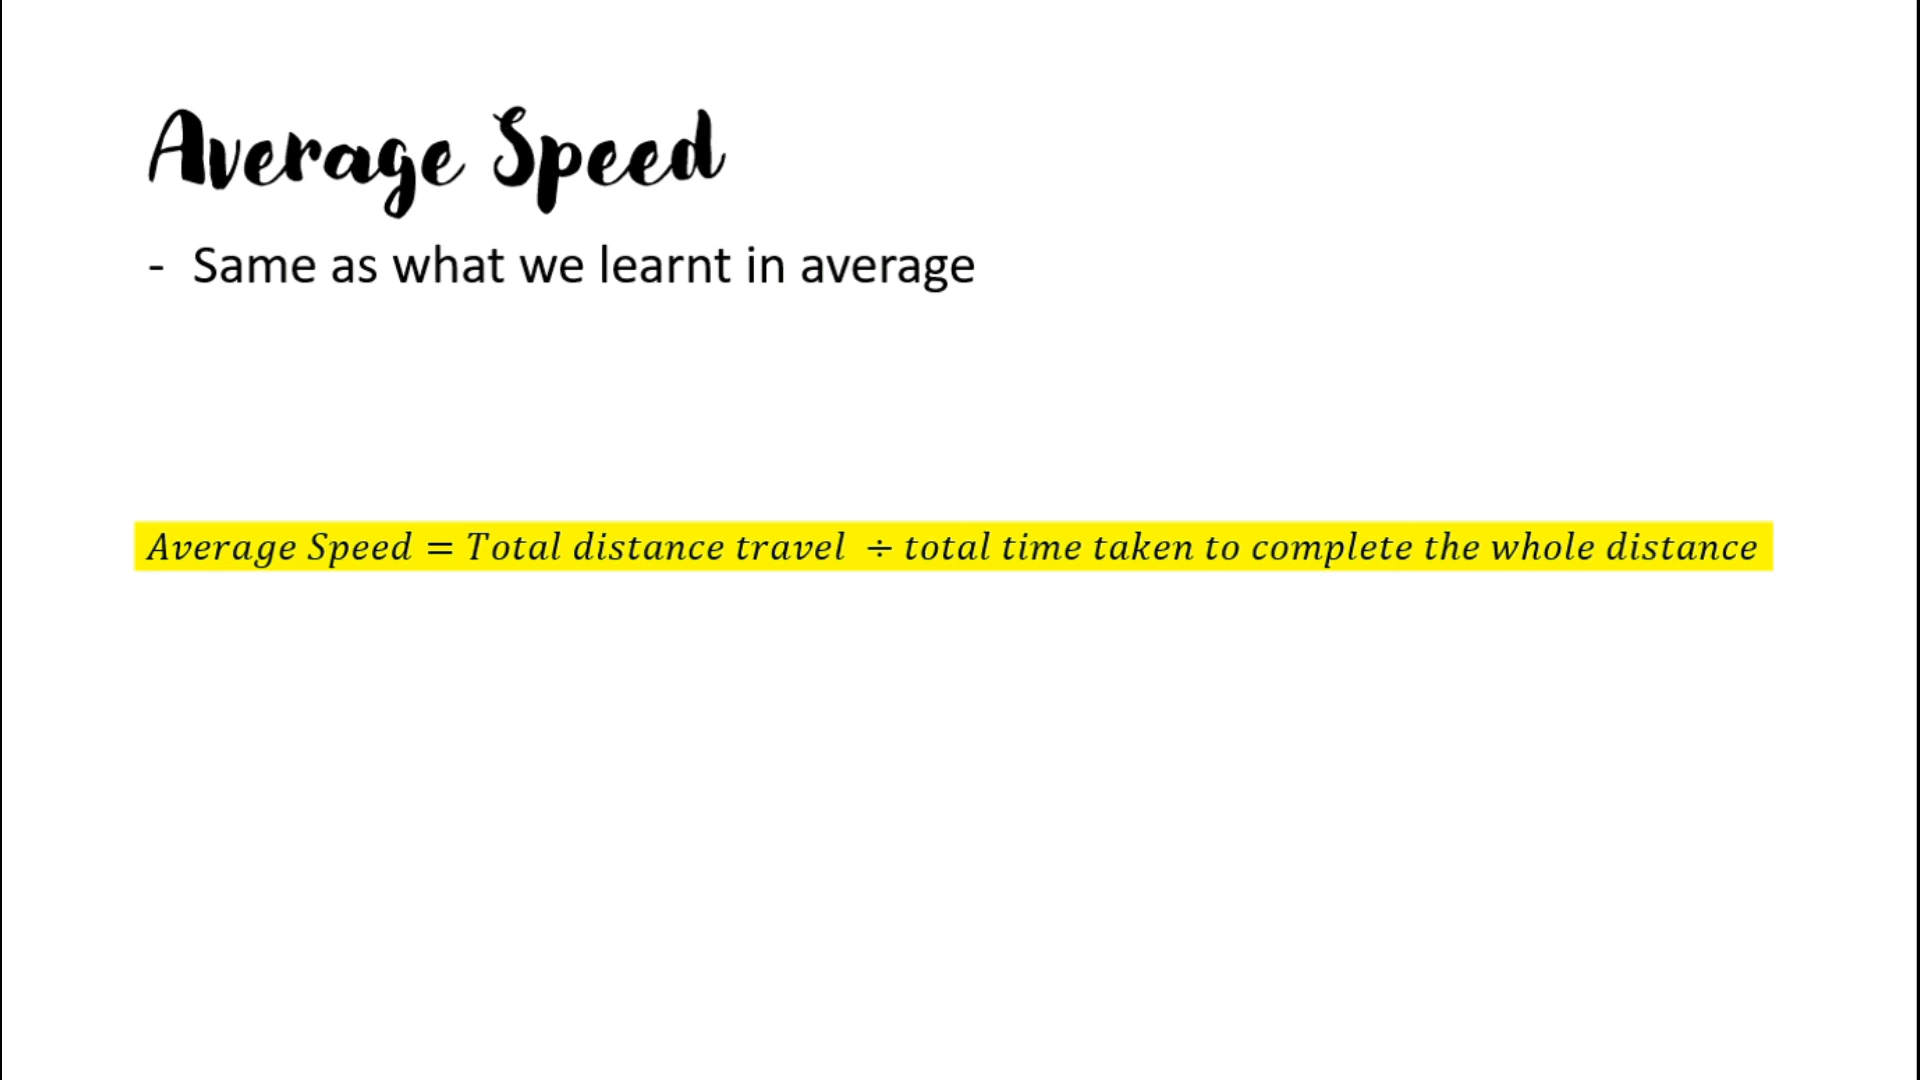 Average Speed
- Same as what we learnt in average
Average Speed = Total distance travel ÷ total time taken to complete the whole distance